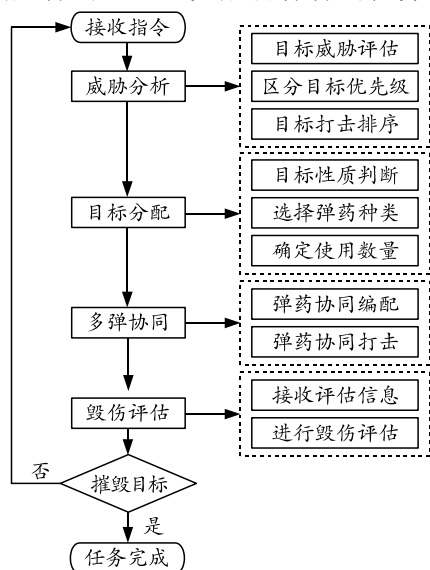 接收指令
威胁分析
目标威胁评估
区分目标优先级
目标打击排序
目标分配
目标性质判断
选择弹药种类
确定使用数量
多弹协同
弹药协同编配
弹药协同打击
毁伤评估
接收评估信息
进行毁伤评估
否
摧毁目标
是
任务完成